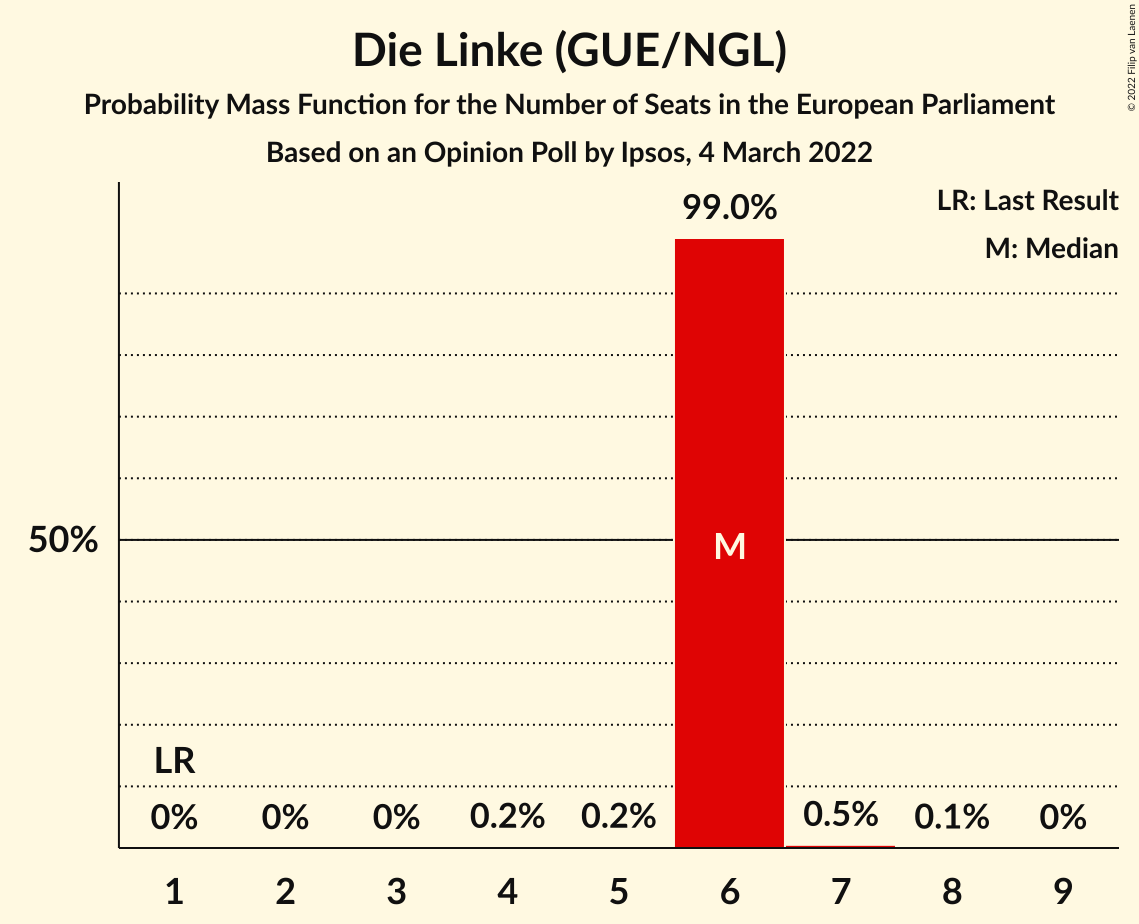 Die Linke (GUE/NGL)
Probability Mass Function for the Number of Seats in the European Parliament
Based on an Opinion Poll by Ipsos, 4 March 2022
© 2022 Filip van Laenen
LR: Last Result
M: Median
99.0%
50%
M
LR
0% 0% 0% 0.2% 0.2% 0.5% 0.1% 0%
1 2 3 4 5 6 7 8 9